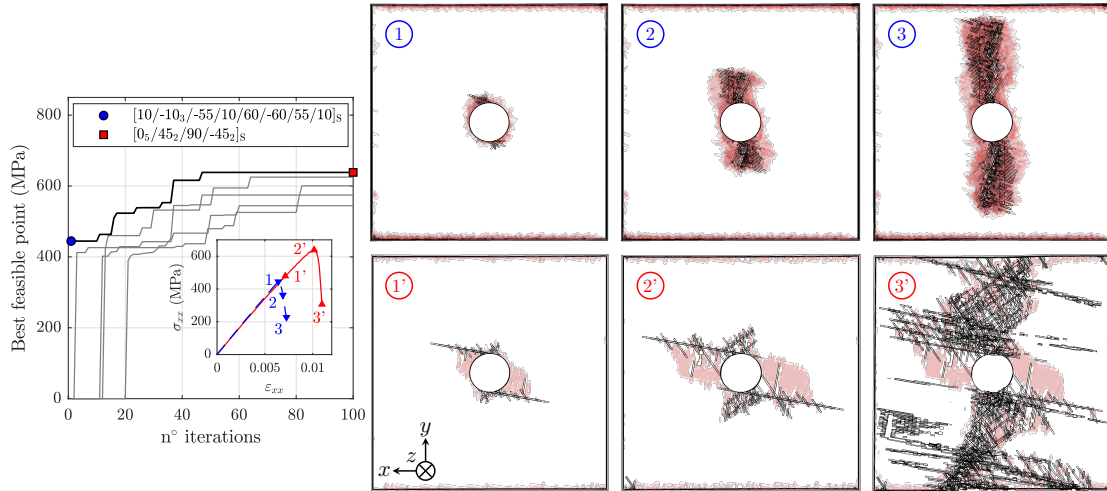 1
2
3
[10/-10₃/-55/10/60/-60/55/10]ₛ
[0₅/45₂/90/-45₂]ₛ
Best feasible point (MPa)
800
600
400
200
0
0 20 40 60 80 100
n° iterations
σₓₓ (MPa)
600
400
200
0
0 0.005 0.01
εₓₓ
1
2
3
1'
2'
3'
1'
2'
3'
y
x
z